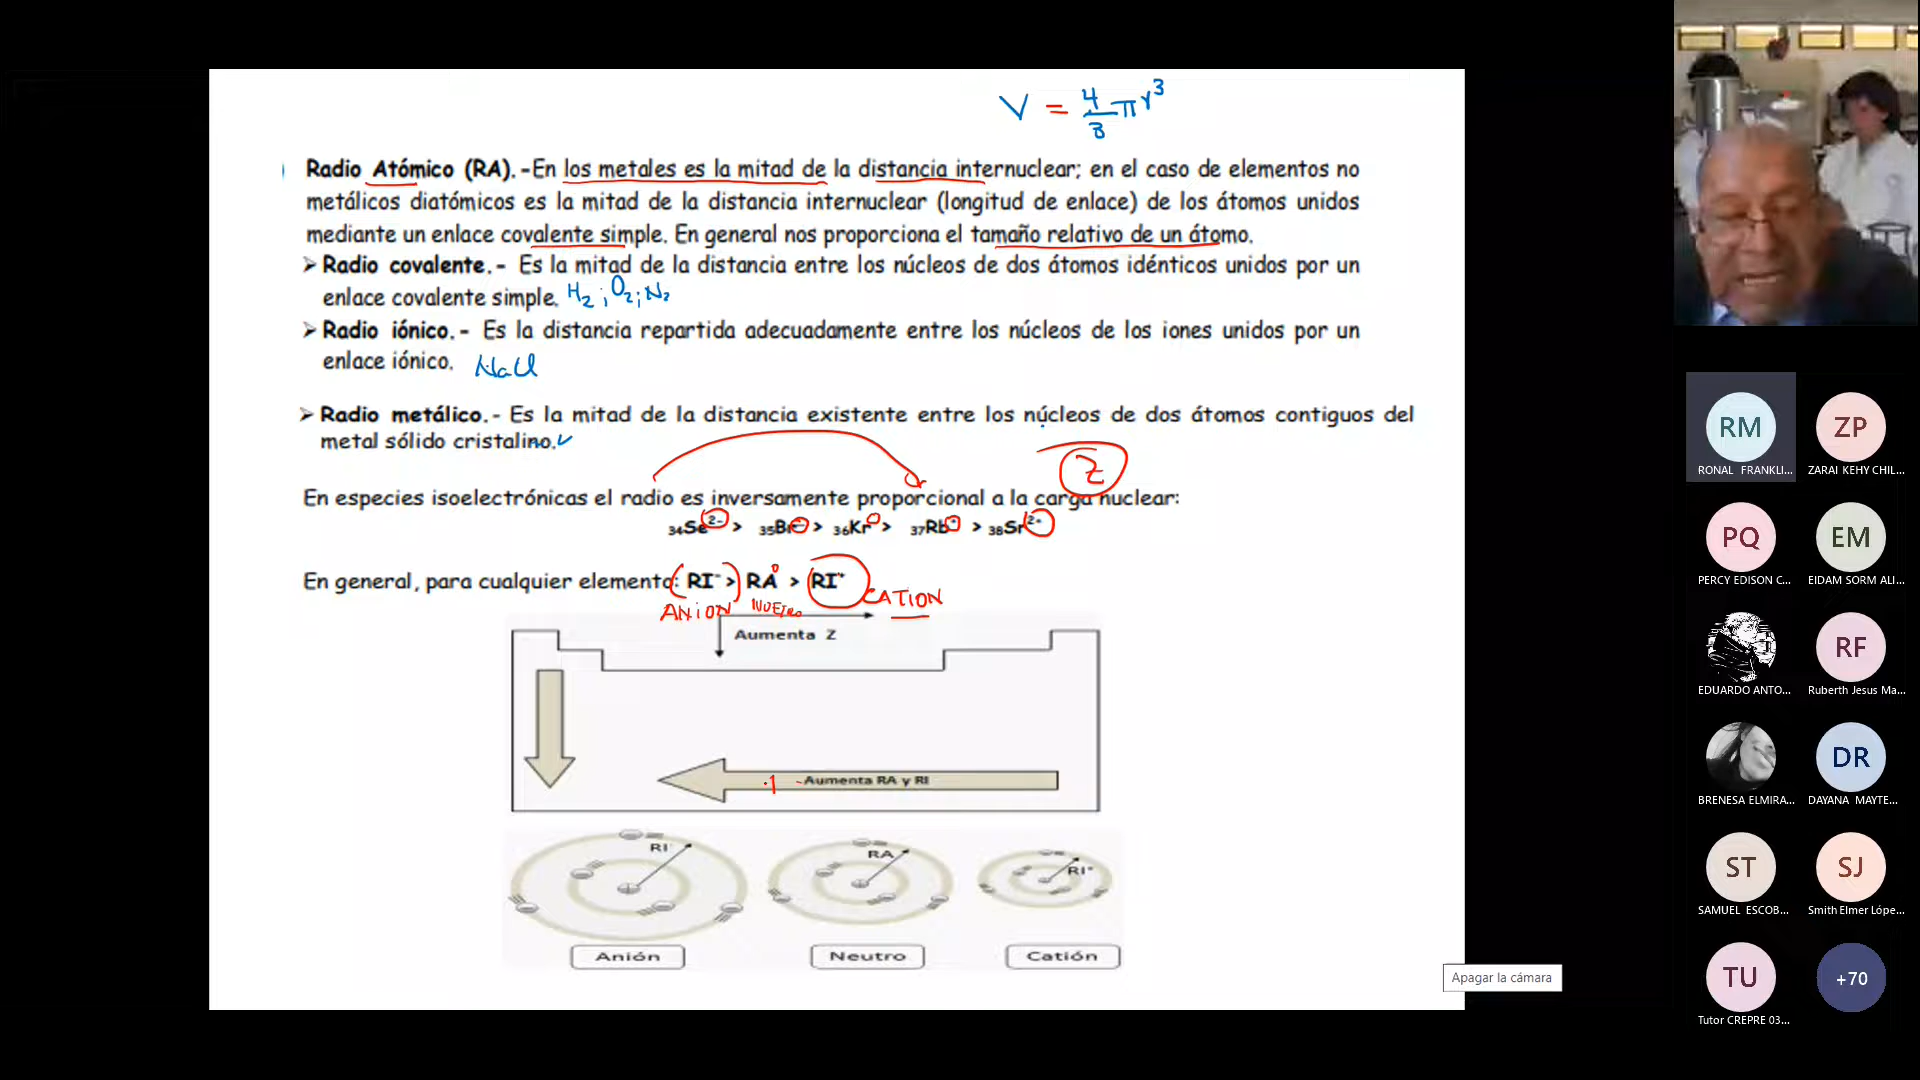 V = 4/3 πr³
Radio Atómico (RA).-En los metales es la mitad de la distancia internuclear; en el caso de elementos no
metálicos diatómicos es la mitad de la distancia internuclear (longitud de enlace) de los átomos unidos
mediante un enlace covalente simple. En general nos proporciona el tamaño relativo de un átomo.
➢ Radio covalente.- Es la mitad de la distancia entre los núcleos de dos átomos idénticos unidos por un
enlace covalente simple. H₂; O₂; N₂
➢ Radio iónico.- Es la distancia repartida adecuadamente entre los núcleos de los iones unidos por un
enlace iónico. NaCl
➢ Radio metálico.- Es la mitad de la distancia existente entre los núcleos de dos átomos contiguos del
metal sólido cristalino.
Z
En especies isoelectrónicas el radio es inversamente proporcional a la carga nuclear:
₃₄Se²⁻ > ₃₅Br⁻ > ₃₆Kr⁰ > ₃₇Rb⁺ > ₃₈Sr²⁺
En general, para cualquier elemento: RI⁻ > RA⁰ > RI⁺
ANION NUETRO CATION
Aumenta Z
Aumenta RA y RI
RI RA RI⁺
Anión Neutro Catión
Apagar la cámara
RM ZP
RONAL FRANKLI... ZARAI KEHY CHIL...
PQ EM
PERCY EDISON C... EIDAM SORM ALI...
RF
EDUARDO ANTO... Ruberth Jesus Ma...
DR
BRENESA ELMIRA... DAYANA MAYTE...
ST SJ
SAMUEL ESCOB... Smith Elmer Lópe...
TU +70
Tutor CREPRE 03...